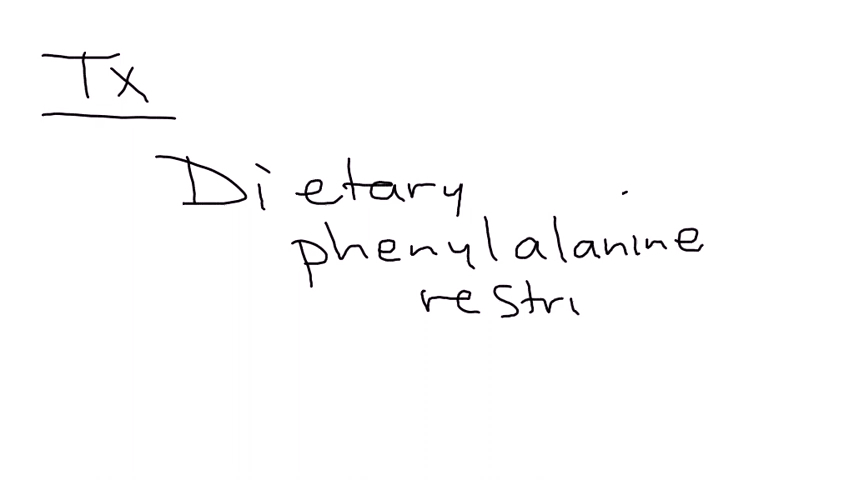 Tx
Dietary
phenylalanine
restri